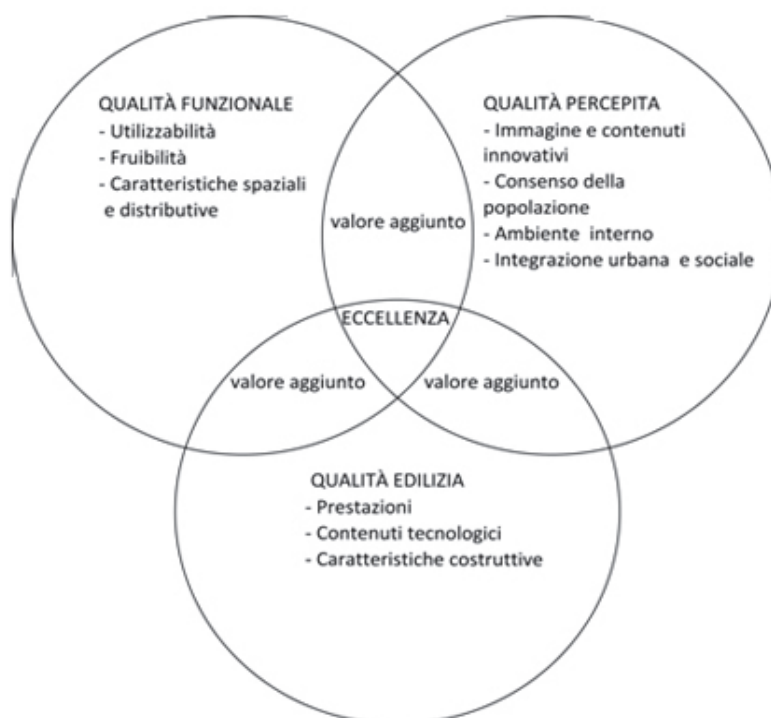 QUALITÀ FUNZIONALE
- Utilizzabilità
- Fruibilità
- Caratteristiche spaziali
e distributive
QUALITÀ PERCEPITA
- Immagine e contenuti
innovativi
- Consenso della
popolazione
- Ambiente interno
- Integrazione urbana e sociale
valore aggiunto
ECCELLENZA
valore aggiunto
valore aggiunto
QUALITÀ EDILIZIA
- Prestazioni
- Contenuti tecnologici
- Caratteristiche costruttive